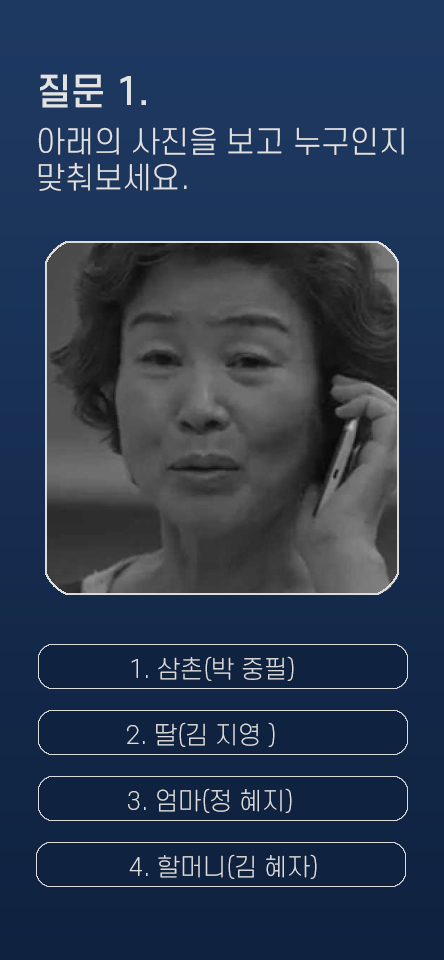 질문 1.
아래의 사진을 보고 누구인지
맞춰보세요.
1. 삼촌(박 중필)
2. 딸(김 지영 )
3. 엄마(정 혜지)
4. 할머니(김 혜자)